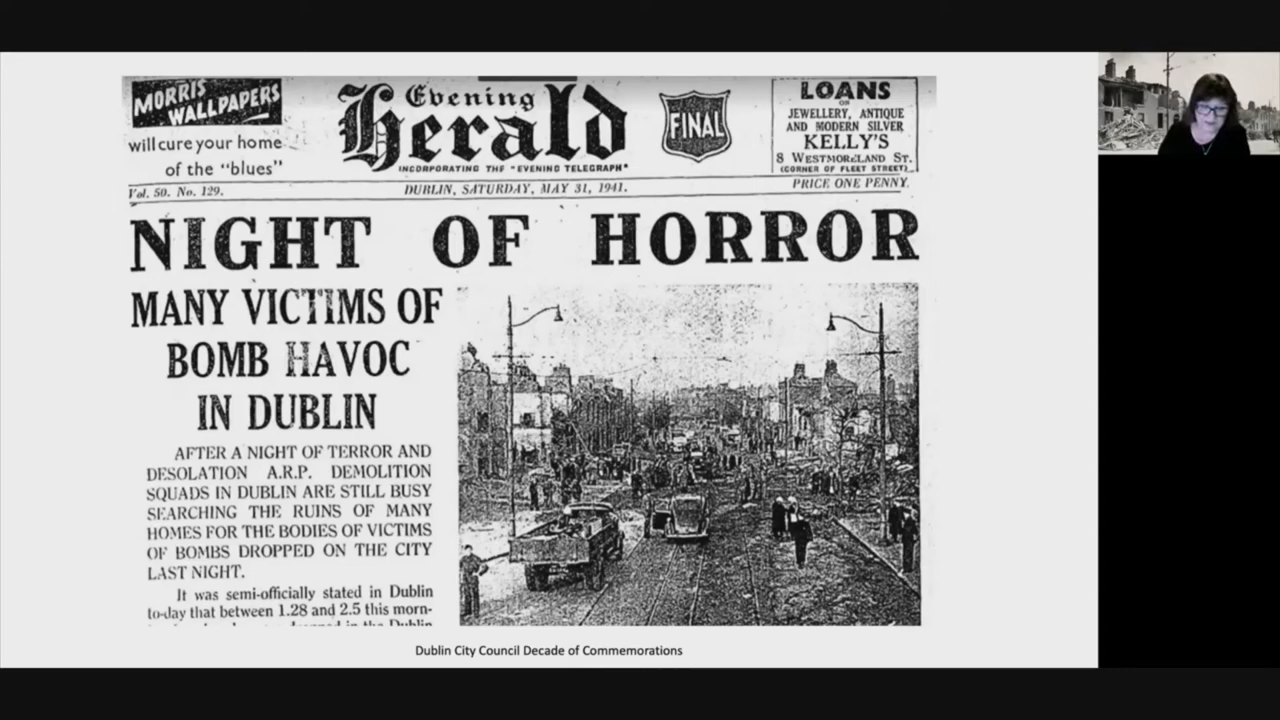 MORRIS
WALLPAPERS
will cure your home
of the "blues"
Evening
Herald
INCORPORATING THE "EVENING TELEGRAPH"
FINAL
LOANS
ON
JEWELLERY, ANTIQUE
AND MODERN SILVER
KELLY'S
8 WESTMORELAND ST.
(CORNER OF FLEET STREET)
Vol. 50. No. 129.
DUBLIN, SATURDAY, MAY 31, 1941.
PRICE ONE PENNY.
NIGHT OF HORROR
MANY VICTIMS OF
BOMB HAVOC
IN DUBLIN
AFTER A NIGHT OF TERROR AND
DESOLATION A.R.P. DEMOLITION
SQUADS IN DUBLIN ARE STILL BUSY
SEARCHING THE RUINS OF MANY
HOMES FOR THE BODIES OF VICTIMS
OF BOMBS DROPPED ON THE CITY
LAST NIGHT.
It was semi-officially stated in Dublin
to-day that between 1.28 and 2.5 this morn-
in the Dublin
Dublin City Council Decade of Commemorations